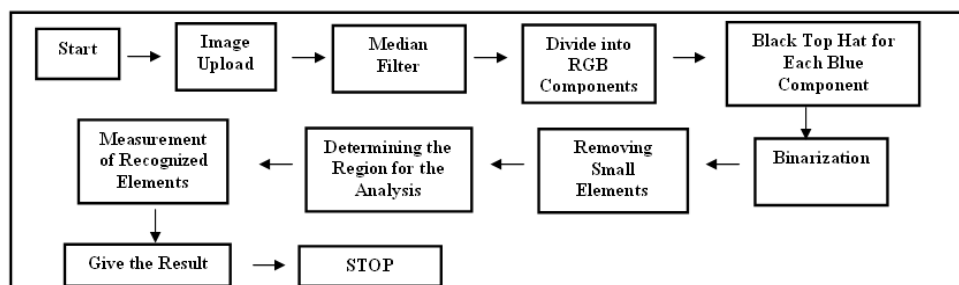 Start
Image
Upload
Median
Filter
Divide into
RGB
Components
Black Top Hat for
Each Blue
Component
Binarization
Removing
Small
Elements
Determining the
Region for the
Analysis
Measurement
of Recognized
Elements
Give the Result
STOP